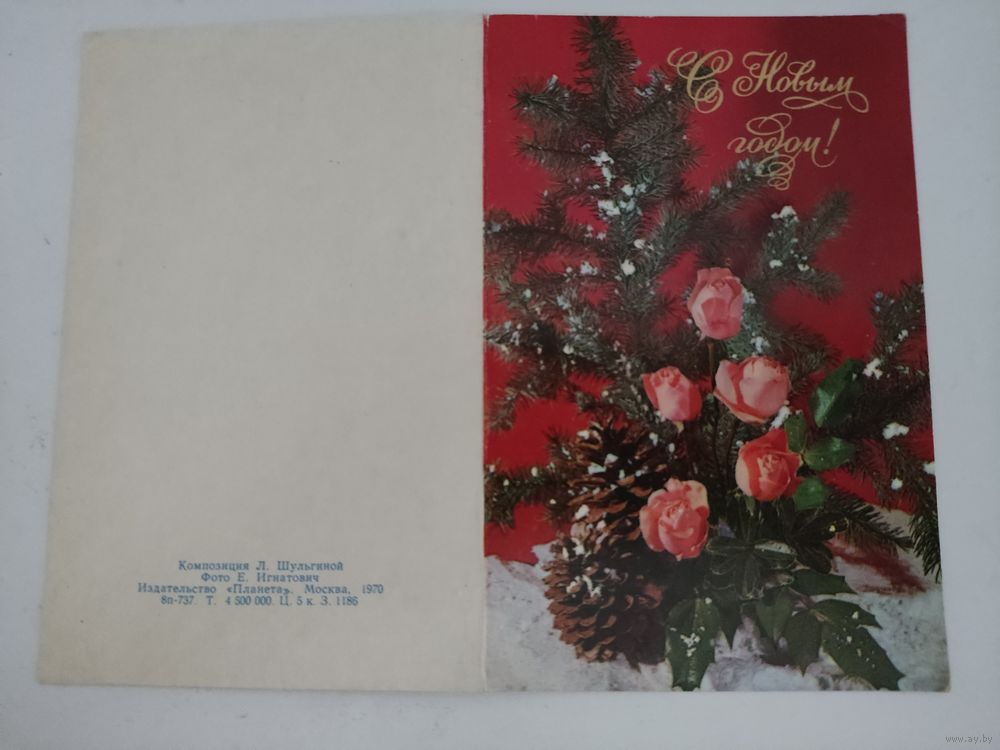 С Новым
годом!
Композиция Л. Шульгиной
Фото Е. Игнатович
Издательство «Планета». Москва, 1970
8п-737. Т. 4 500 000. Ц. 5 к. З. 1186
www.ay.by